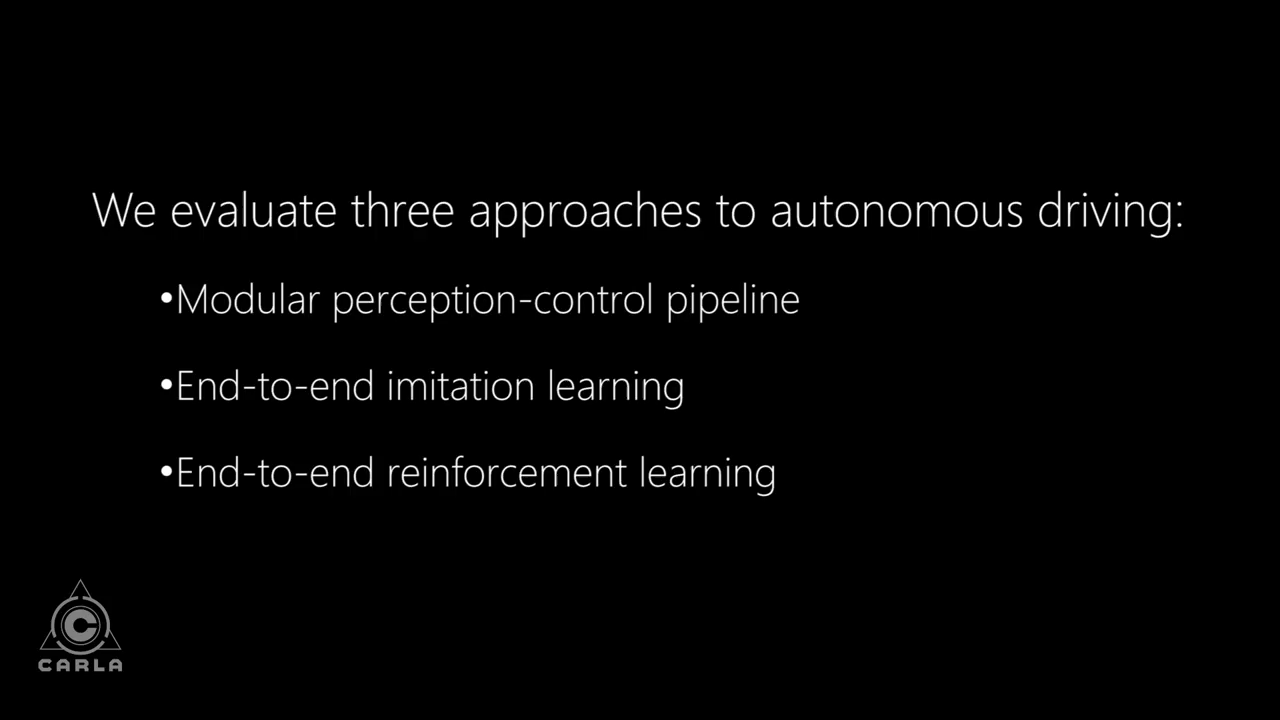 We evaluate three approaches to autonomous driving:
•Modular perception-control pipeline
•End-to-end imitation learning
•End-to-end reinforcement learning
CARLA